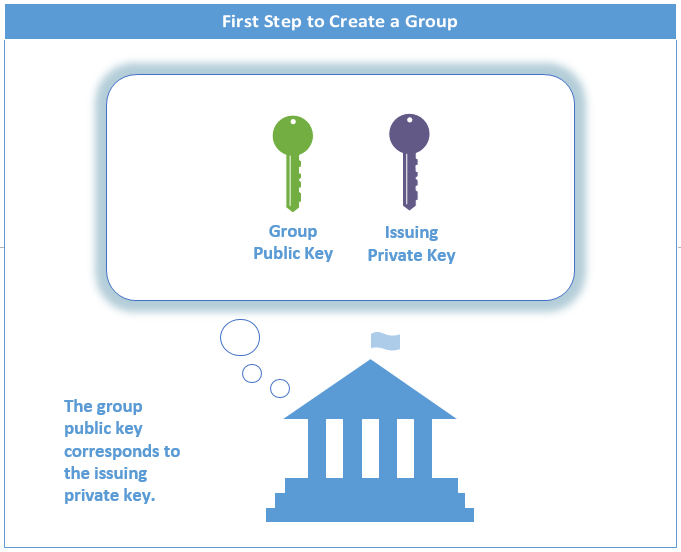 First Step to Create a Group
Group
Public Key
Issuing
Private Key
The group
public key
corresponds to
the issuing
private key.